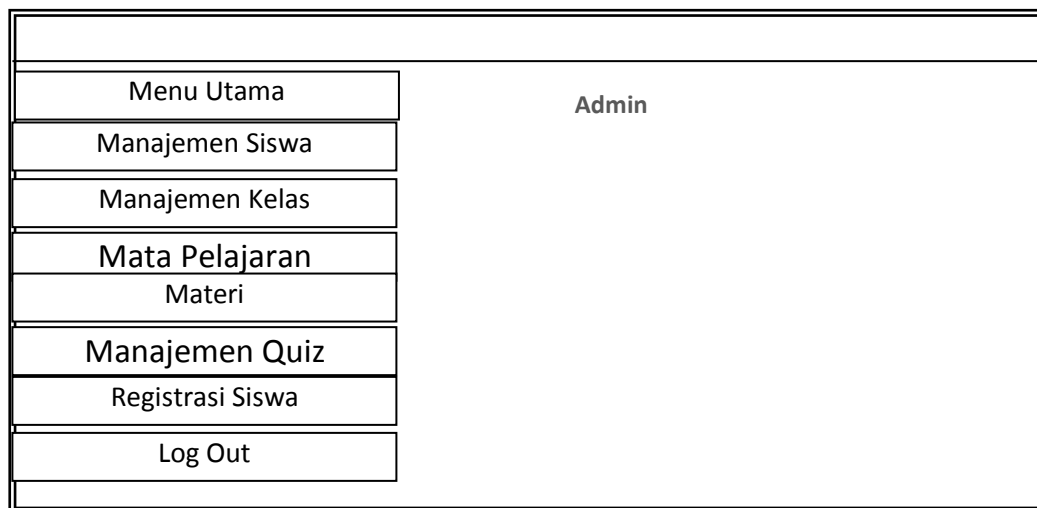 Menu Utama
Admin
Manajemen Siswa
Manajemen Kelas
Mata Pelajaran
Materi
Manajemen Quiz
Registrasi Siswa
Log Out